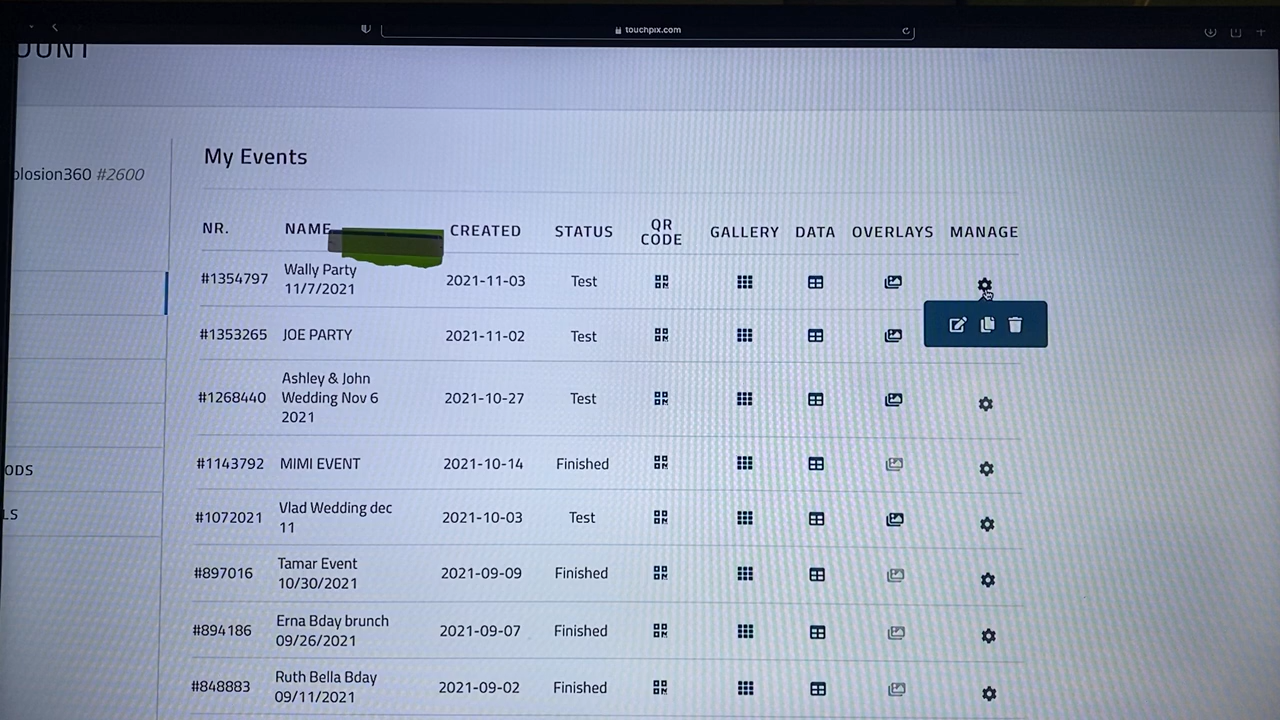 touchpix.com
OUNT
plosion360 #2600
ODS
LS
My Events
NR. NAME CREATED STATUS QR CODE GALLERY DATA OVERLAYS MANAGE
#1354797 Wally Party 11/7/2021 2021-11-03 Test
#1353265 JOE PARTY 2021-11-02 Test
#1268440 Ashley & John Wedding Nov 6 2021 2021-10-27 Test
#1143792 MIMI EVENT 2021-10-14 Finished
#1072021 Vlad Wedding dec 11 2021-10-03 Test
#897016 Tamar Event 10/30/2021 2021-09-09 Finished
#894186 Erna Bday brunch 09/26/2021 2021-09-07 Finished
#848883 Ruth Bella Bday 09/11/2021 2021-09-02 Finished